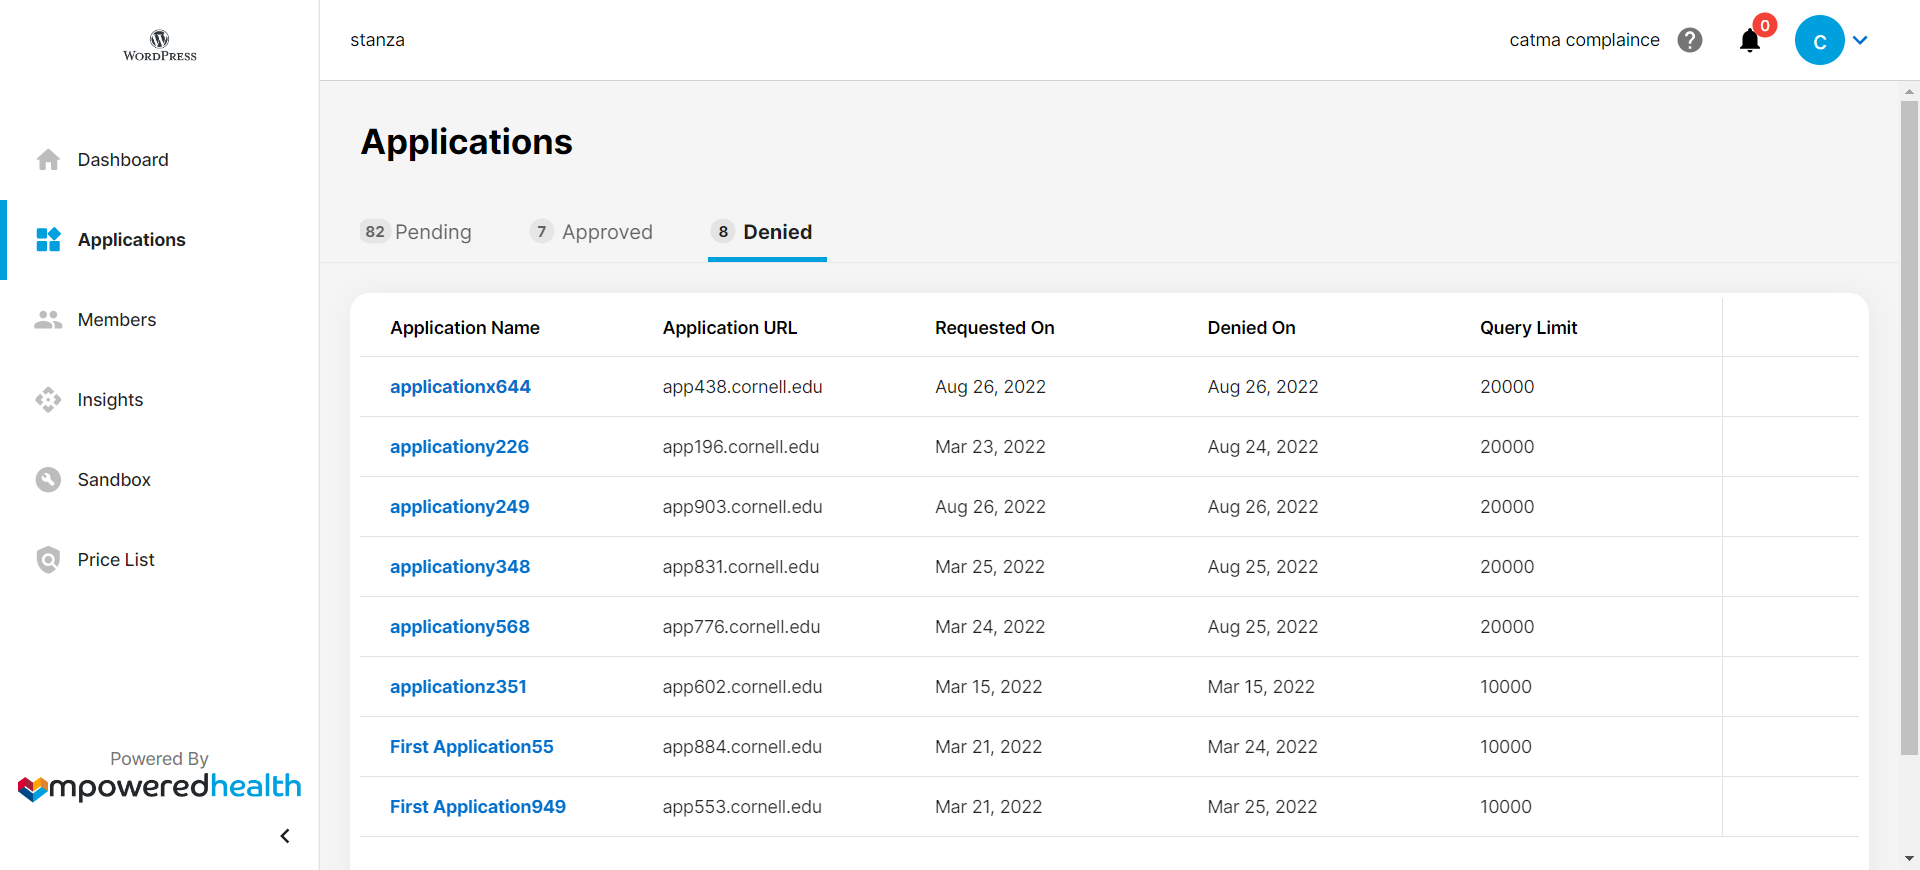 WORDPRESS
stanza
catma complaince
0
C
Dashboard
Applications
Members
Insights
Sandbox
Price List
Powered By
mpoweredhealth
Applications
82 Pending
7 Approved
8 Denied
Application Name Application URL Requested On Denied On Query Limit
applicationx644 app438.cornell.edu Aug 26, 2022 Aug 26, 2022 20000
applicationy226 app196.cornell.edu Mar 23, 2022 Aug 24, 2022 20000
applicationy249 app903.cornell.edu Aug 26, 2022 Aug 26, 2022 20000
applicationy348 app831.cornell.edu Mar 25, 2022 Aug 25, 2022 20000
applicationy568 app776.cornell.edu Mar 24, 2022 Aug 25, 2022 20000
applicationz351 app602.cornell.edu Mar 15, 2022 Mar 15, 2022 10000
First Application55 app884.cornell.edu Mar 21, 2022 Mar 24, 2022 10000
First Application949 app553.cornell.edu Mar 21, 2022 Mar 25, 2022 10000